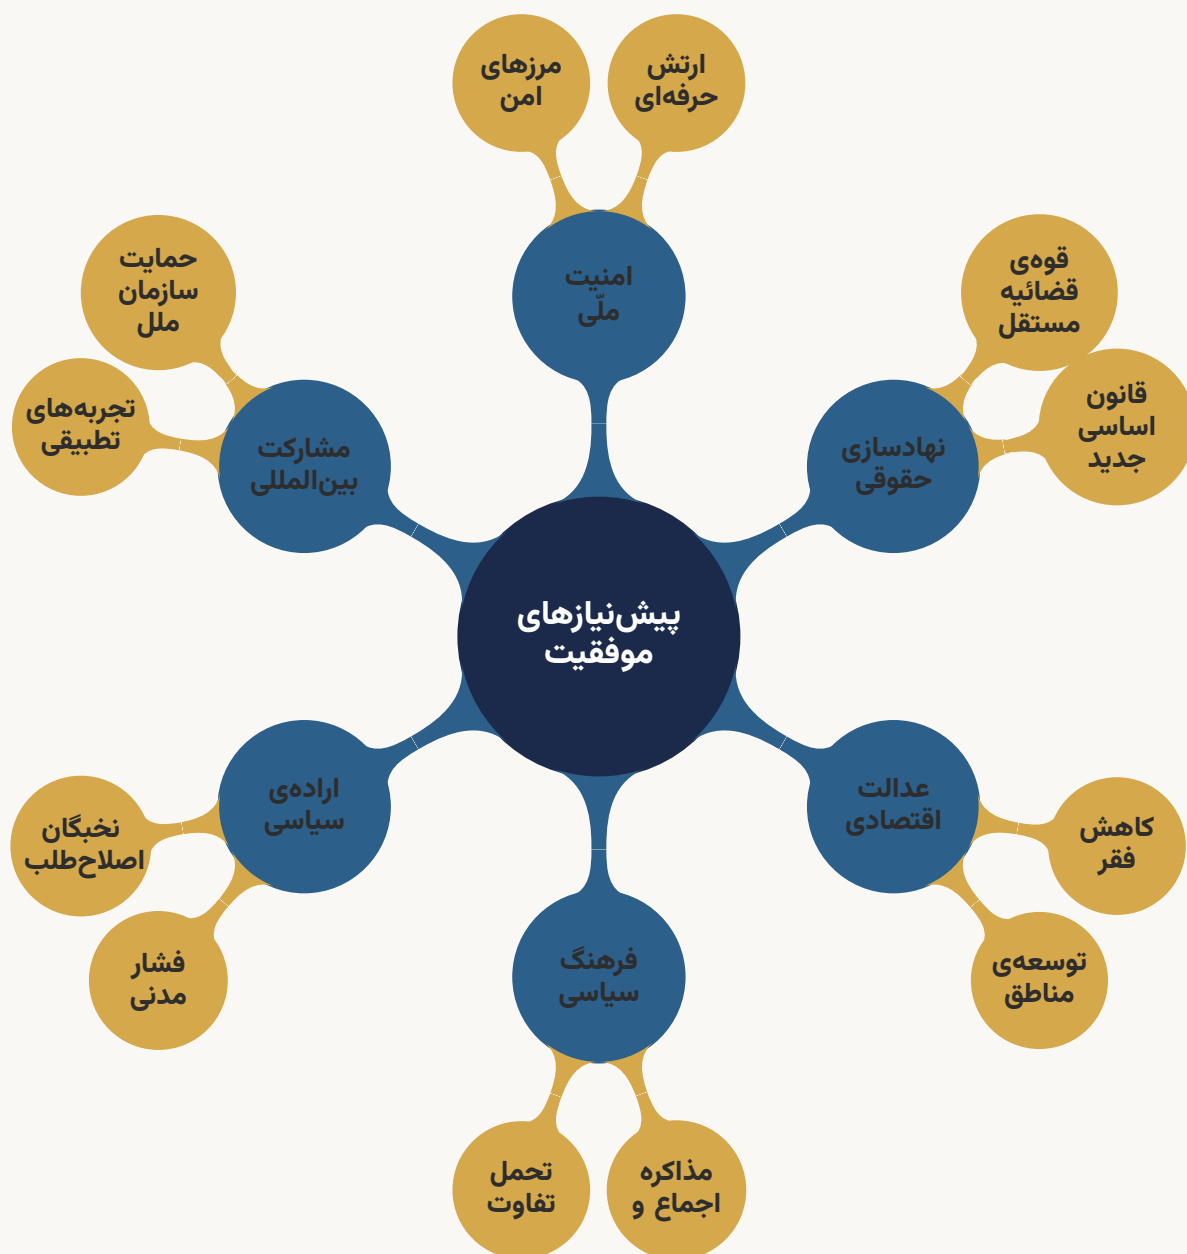 ارتش
حرفه‌ای
مرزهای
امن
امنیت
ملّی
قوه‌ی
قضائیه
مستقل
قانون
اساسی
جدید
نهادسازی
حقوقی
حمایت
سازمان
ملل
تجربه‌های
تطبیقی
مشارکت
بین‌المللی
پیش‌نیازهای
موفقیت
عدالت
اقتصادی
کاهش
فقر
توسعه‌ی
مناطق
اراده‌ی
سیاسی
نخبگان
اصلاح‌طلب
فشار
مدنی
فرهنگ
سیاسی
مذاکره
اجماع و
تحمل
تفاوت